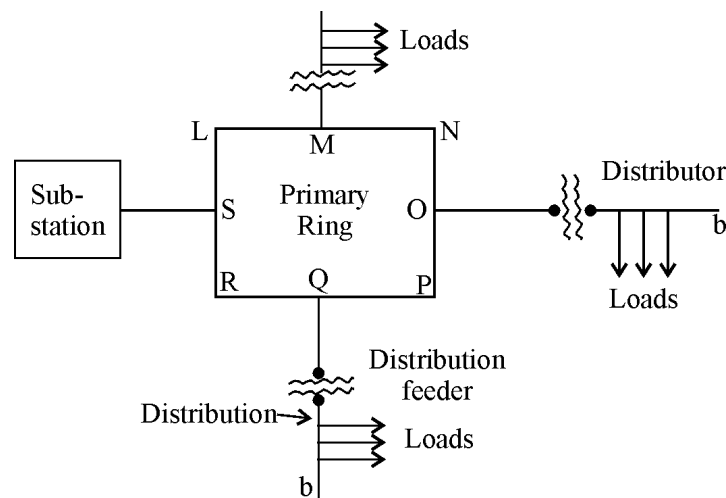 Loads
L
M
N
Sub-
station
S
Primary
Ring
O
Distributor
b
Loads
R
Q
P
Distribution
feeder
Distribution
Loads
b